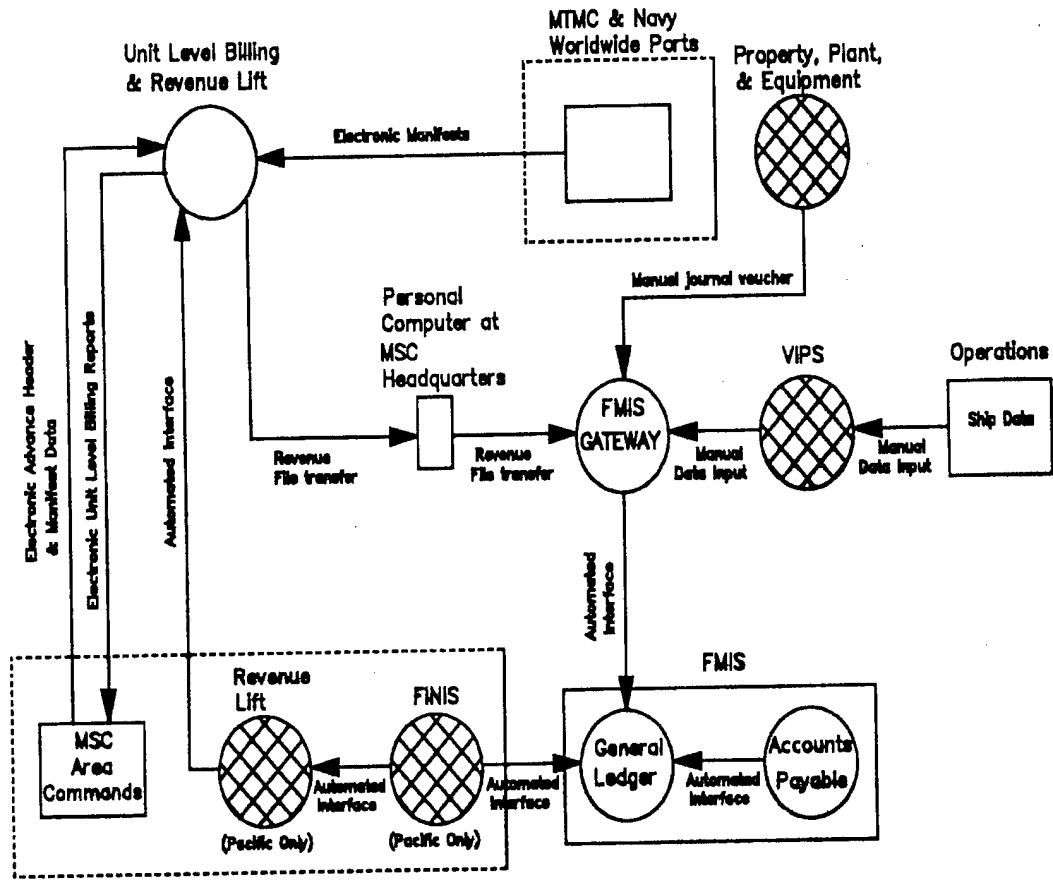 MTMC & Navy
Worldwide Ports
Unit Level Billing
& Revenue Lift
Property, Plant,
& Equipment
Electronic Manifests
Manual journal voucher
Personal
Computer at
MSC
Headquarters
VIPS
Operations
FMIS
GATEWAY
Ship Data
Revenue
File transfer
Revenue
File transfer
Manual
Data Input
Manual
Data Input
Electronic Advance Header
& Manifest Data
Electronic Unit Level Billing Reports
Automated Interface
Automated
Interface
FMIS
Revenue
Lift
FINIS
MSC
Area
Commands
General
Ledger
Accounts
Payable
Automated
Interface
Automated
Interface
Automated
Interface
(Pacific Only)
(Pacific Only)